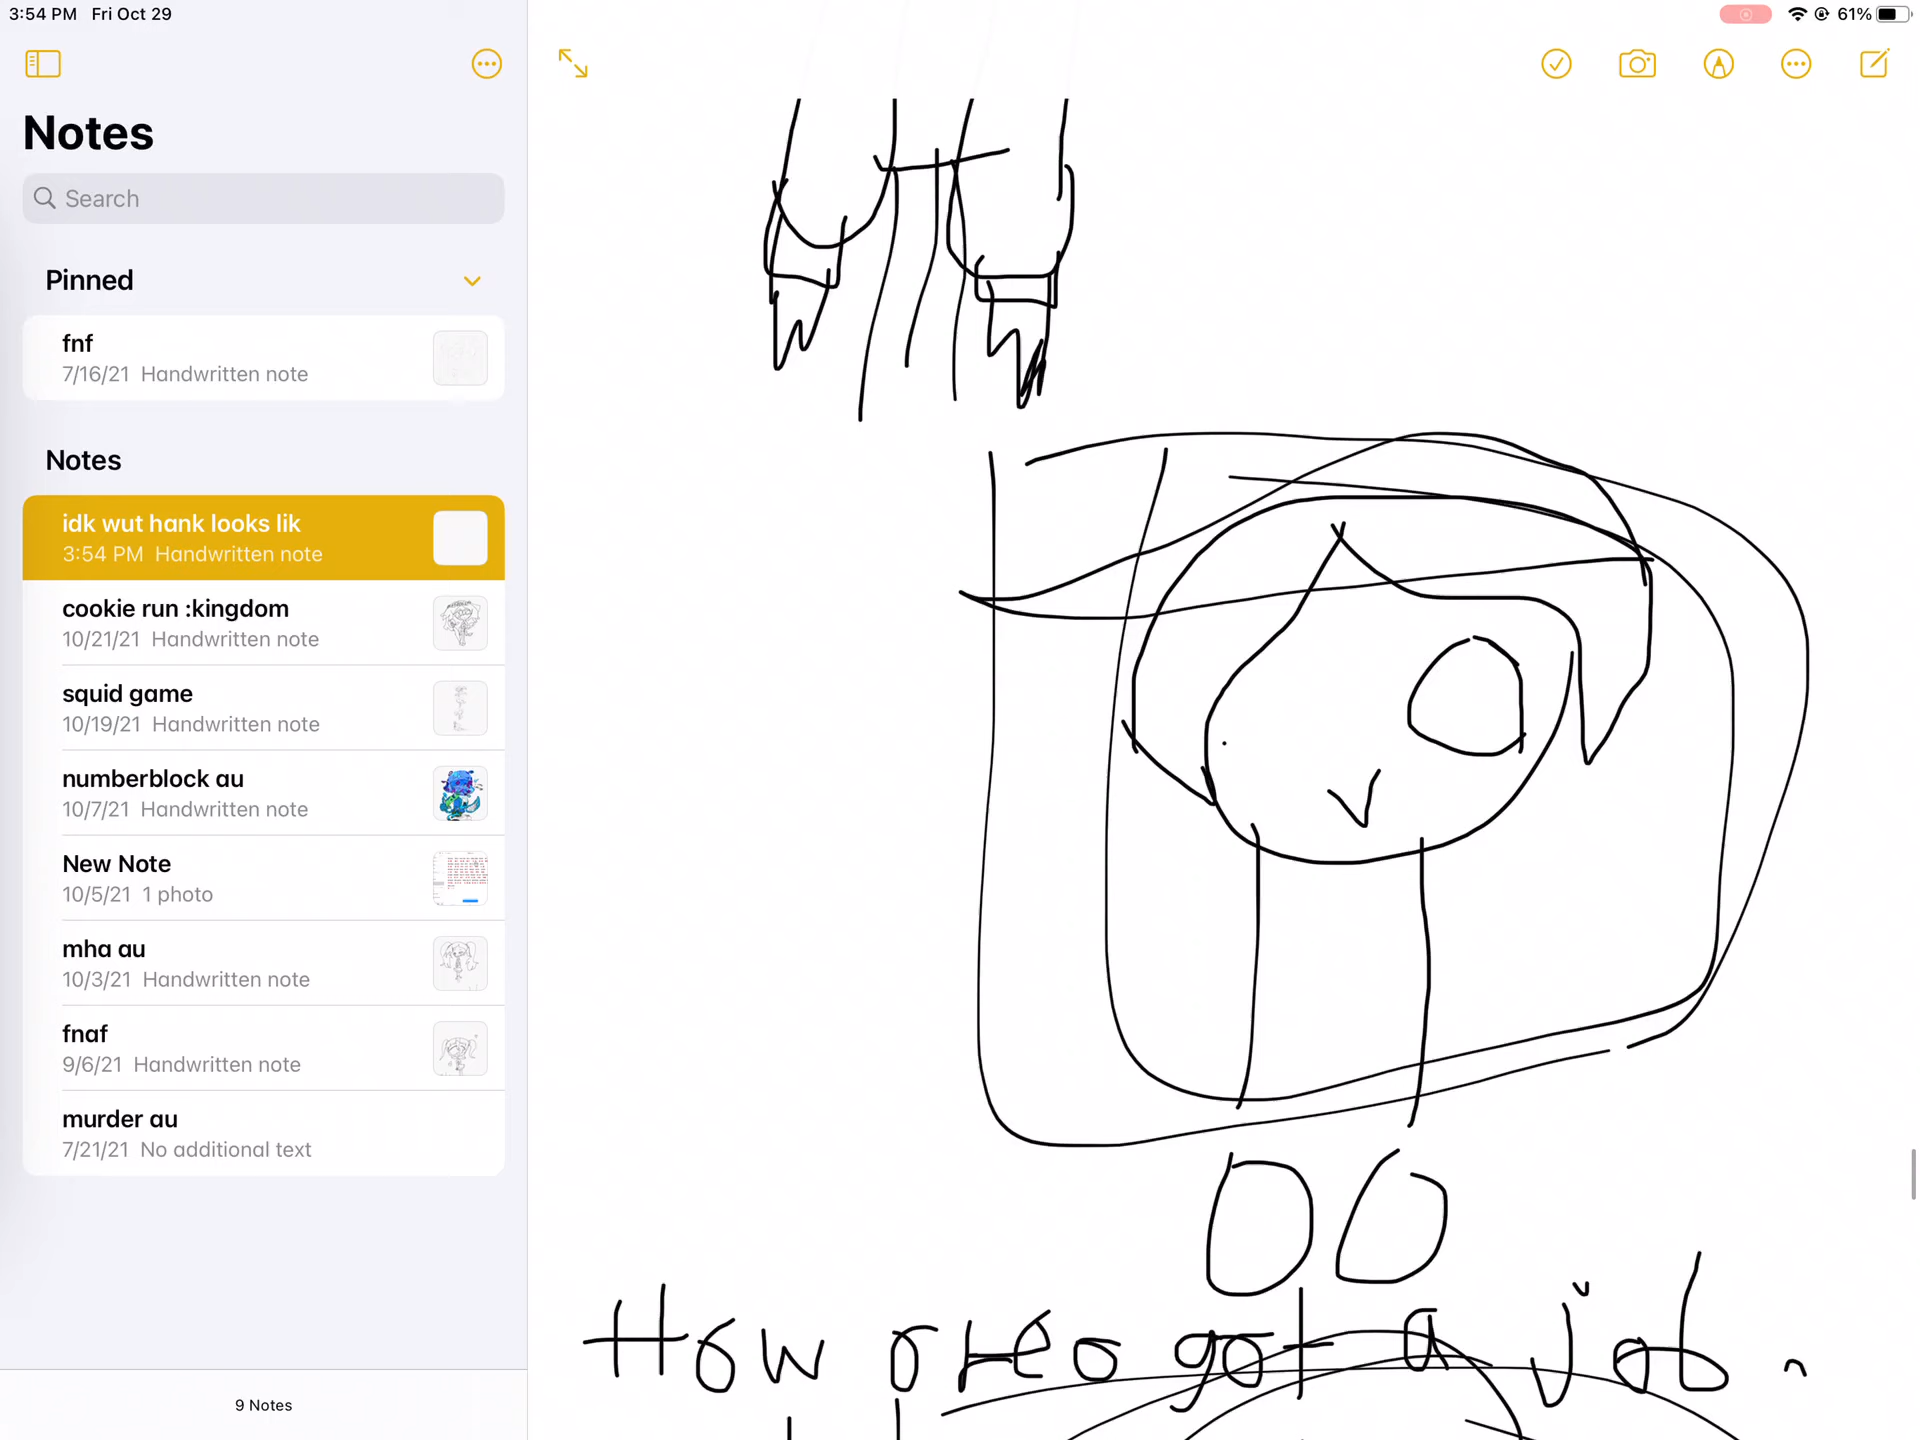 3:54 PM Fri Oct 29
61%
Notes
Search
Pinned
fnf
7/16/21 Handwritten note
Notes
idk wut hank looks lik
3:54 PM Handwritten note
cookie run :kingdom
10/21/21 Handwritten note
squid game
10/19/21 Handwritten note
numberblock au
10/7/21 Handwritten note
New Note
10/5/21 1 photo
mha au
10/3/21 Handwritten note
fnaf
9/6/21 Handwritten note
murder au
7/21/21 No additional text
9 Notes
How oreo got a job